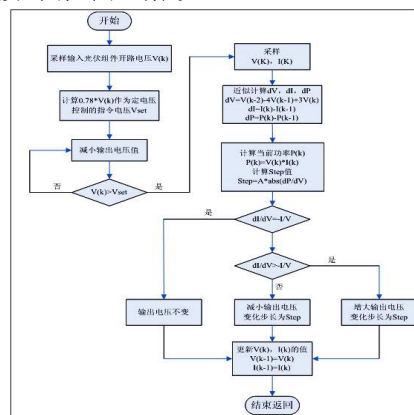 开始
采样输入光伏组件开路电压V(k)
计算0.78*V(k)作为定电压
控制的指令电压Vset
减小输出电压值
否
V(k)>Vset
是
采样
V(K)，I(K)
近似计算dV、dI、dP
dV=V(k-2)-4V(k-1)+3V(k)
dI=I(k)-I(k-1)
dP=P(k)-P(k-1)
计算当前功率P(k)
P(k)=V(k)*I(k)
计算Step值
Step=A*abs(dP/dV)
是
dI/dV=-I/V
dI/dV>-I/V
是
否
输出电压不变
减小输出电压
变化步长为Step
增大输出电压
变化步长为Step
更新V(k)，I(k)的值
V(k-1)=V(k)
I(k-1)=I(k)
结束返回